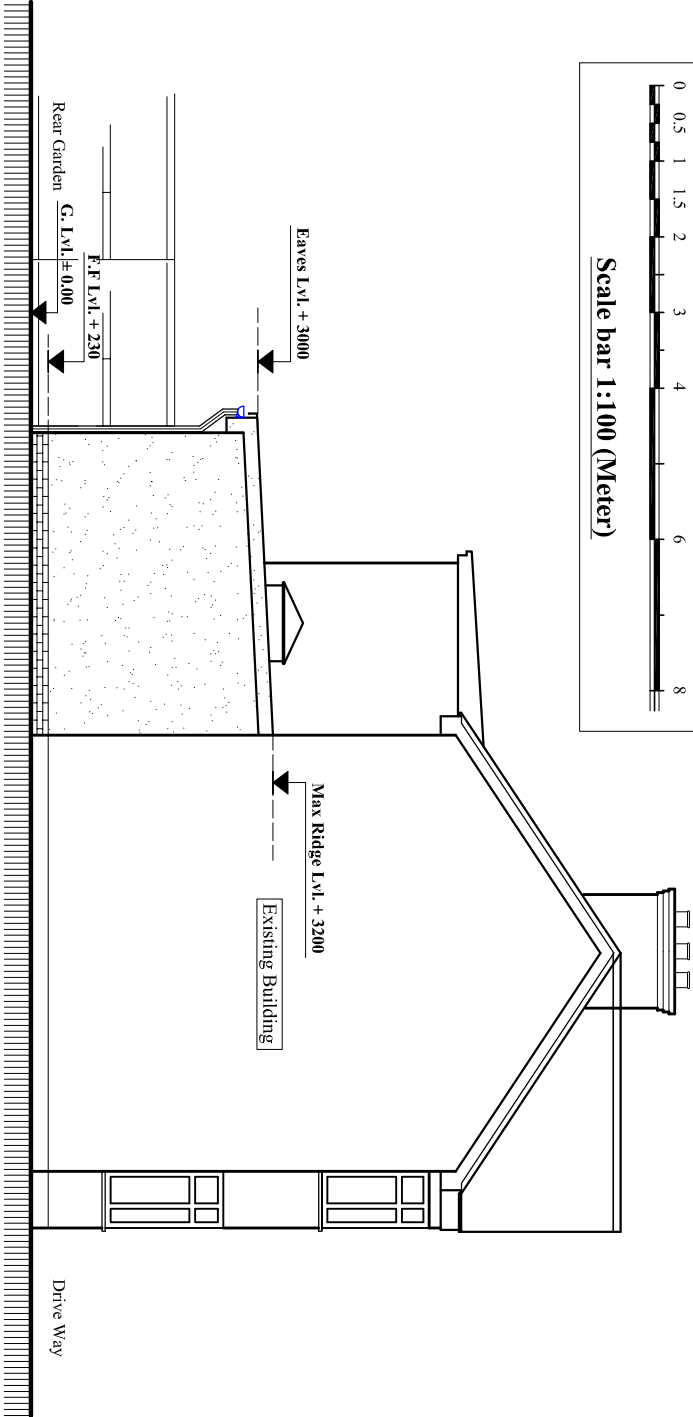 0 0.5 1 1.5 2 3 4 6 8
Scale bar 1:100 (Meter)
Eaves Lvl. + 3000
Max Ridge Lvl. + 3200
Existing Building
F.F Lvl. + 230
G. Lvl. ± 0.00
Rear Garden
Drive Way